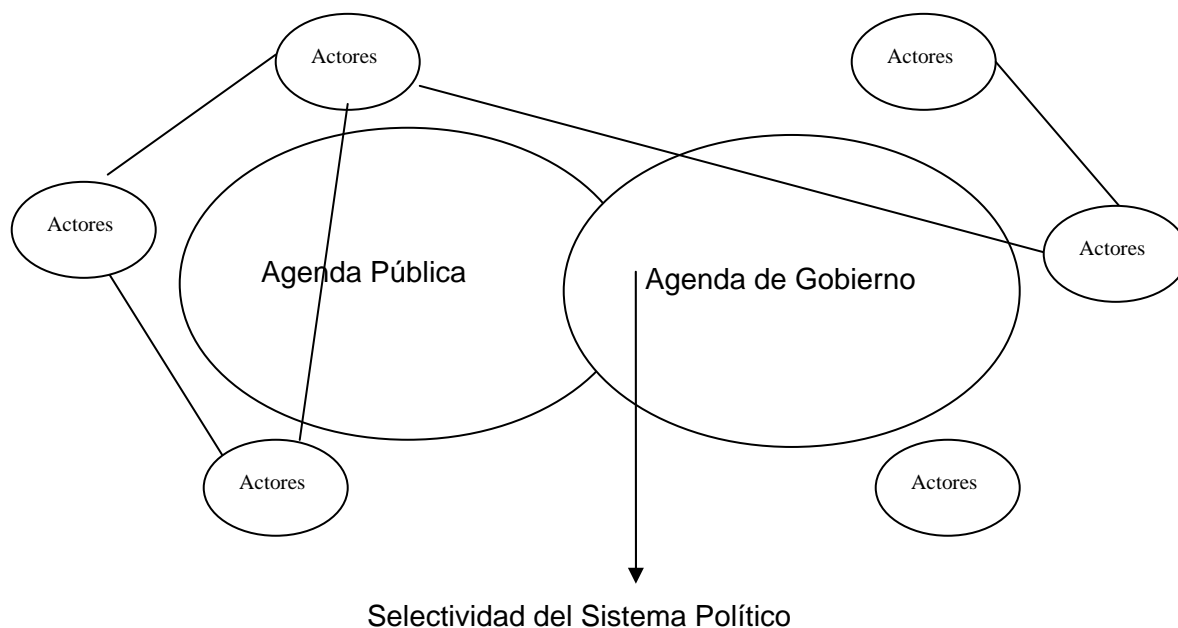 Actores
Actores
Actores
Actores
Agenda Pública
Agenda de Gobierno
Actores
Actores
Selectividad del Sistema Político